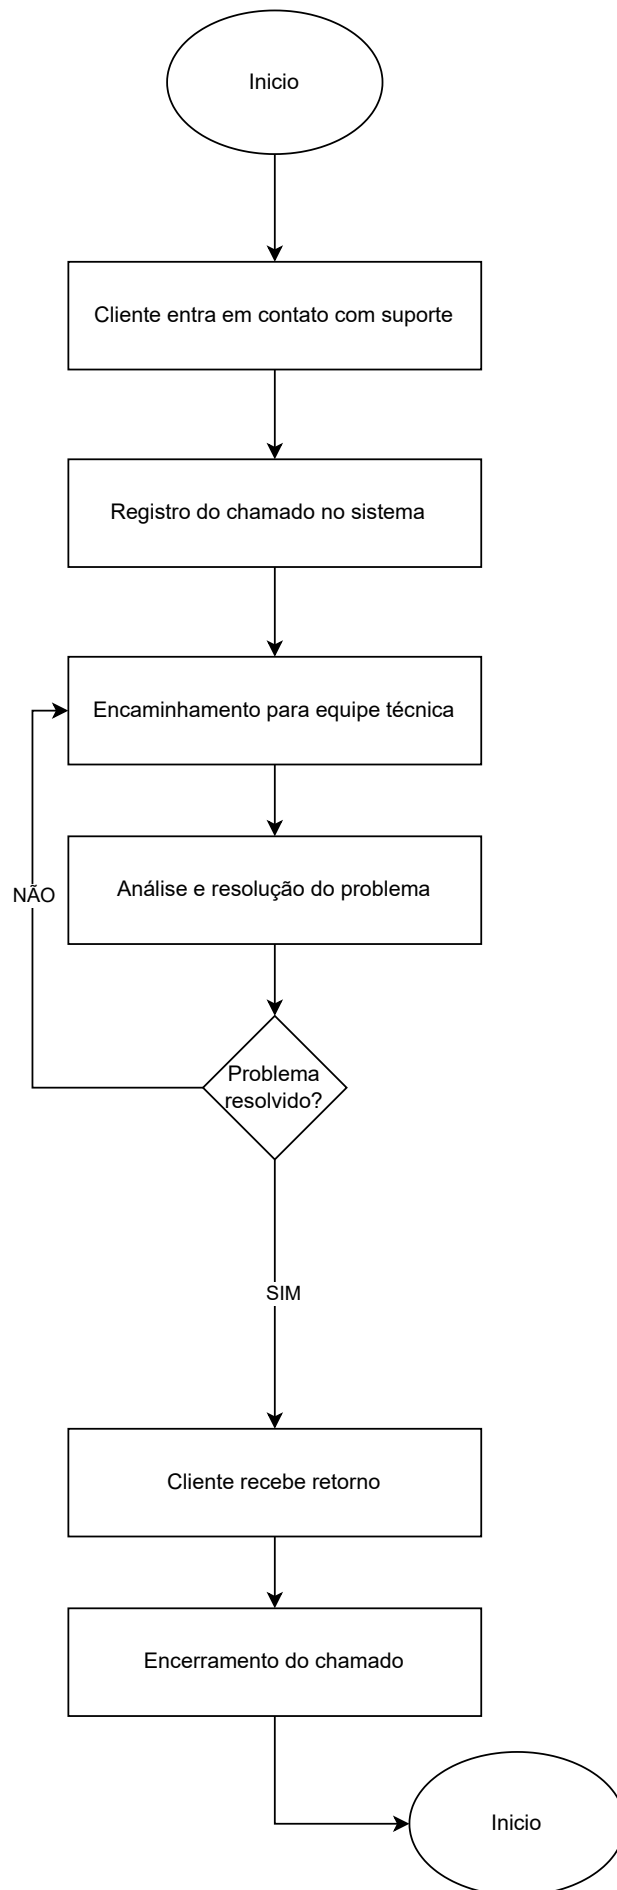 Inicio
Cliente entra em contato com suporte
Registro do chamado no sistema
Encaminhamento para equipe técnica
Análise e resolução do problema
NÃO
Problema
resolvido?
SIM
Cliente recebe retorno
Encerramento do chamado
Inicio